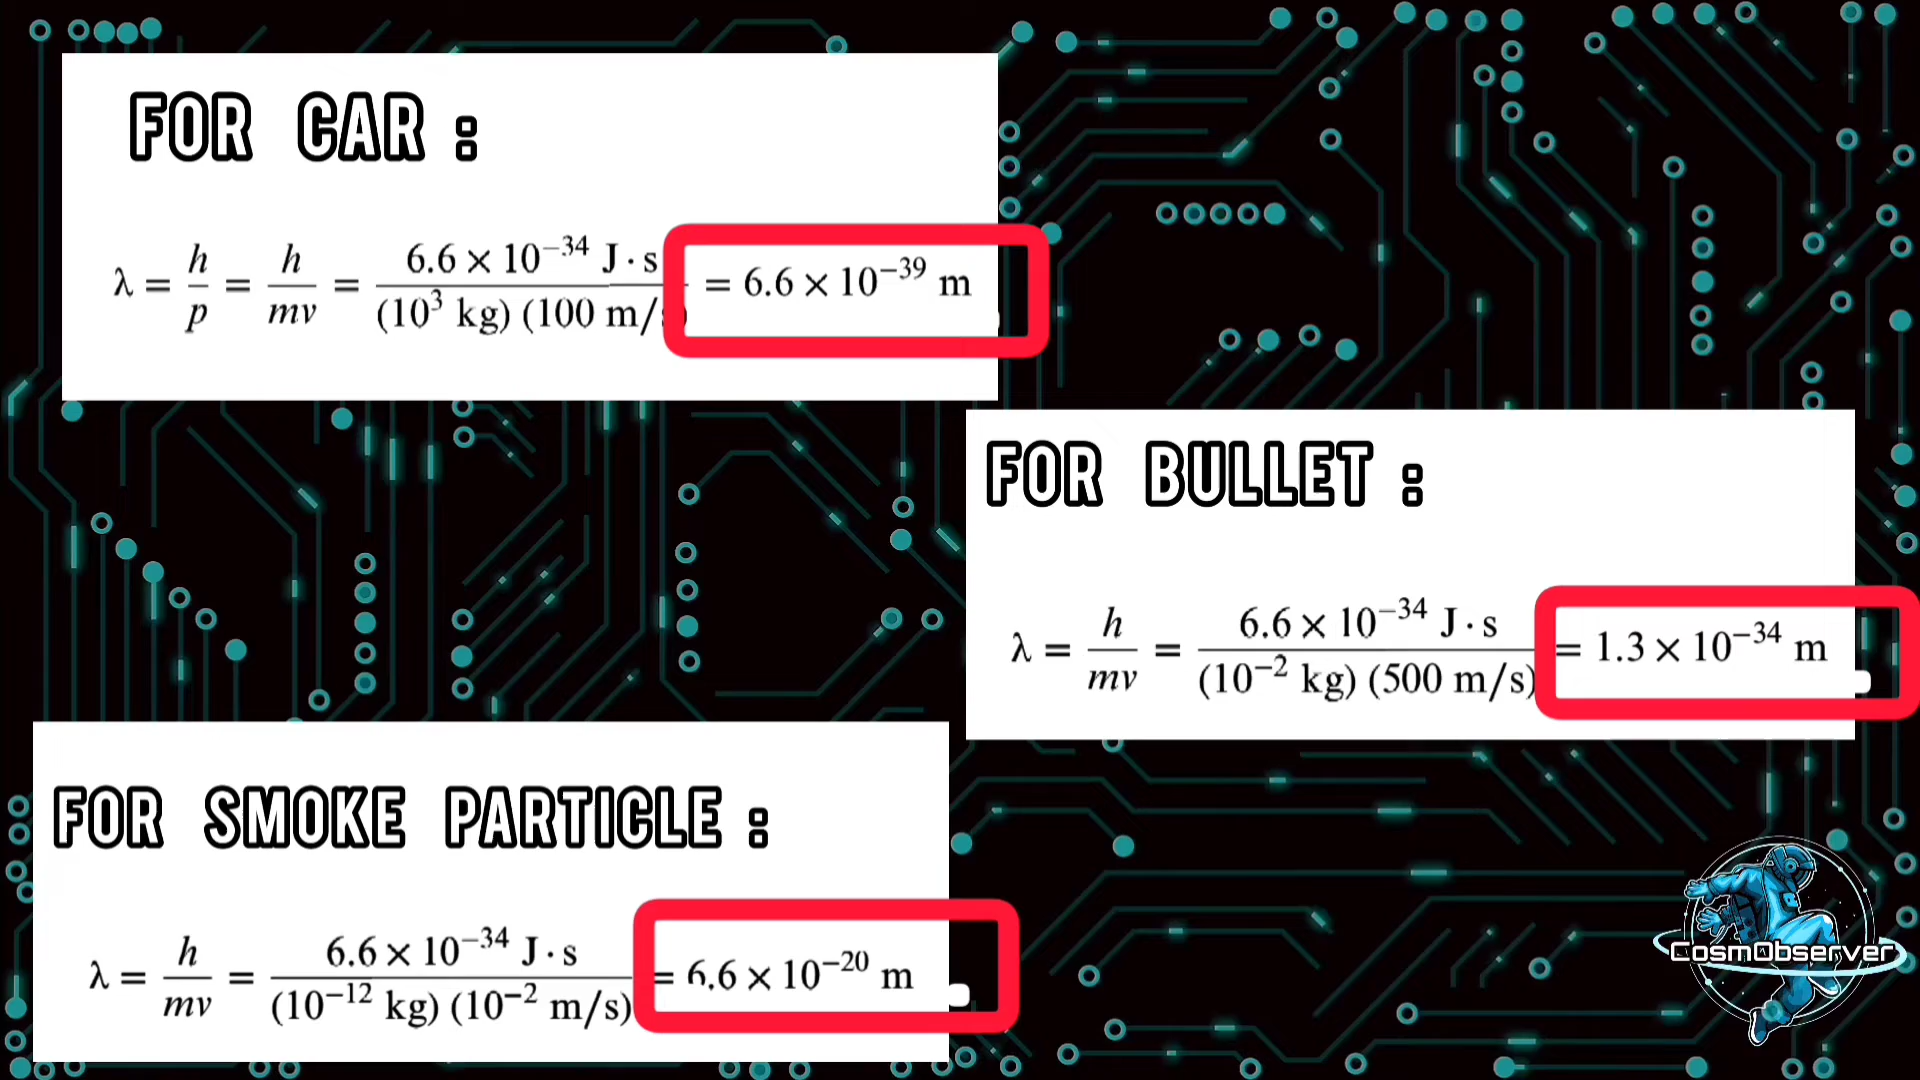 FOR CAR :
λ = h/p = h/mv = 6.6 × 10⁻³⁴ J · s / (10³ kg) (100 m/s) = 6.6 × 10⁻³⁹ m
FOR BULLET :
λ = h/mv = 6.6 × 10⁻³⁴ J · s / (10⁻² kg) (500 m/s) = 1.3 × 10⁻³⁴ m
FOR SMOKE PARTICLE :
λ = h/mv = 6.6 × 10⁻³⁴ J · s / (10⁻¹² kg) (10⁻² m/s) = 6.6 × 10⁻²⁰ m
CosmObserver